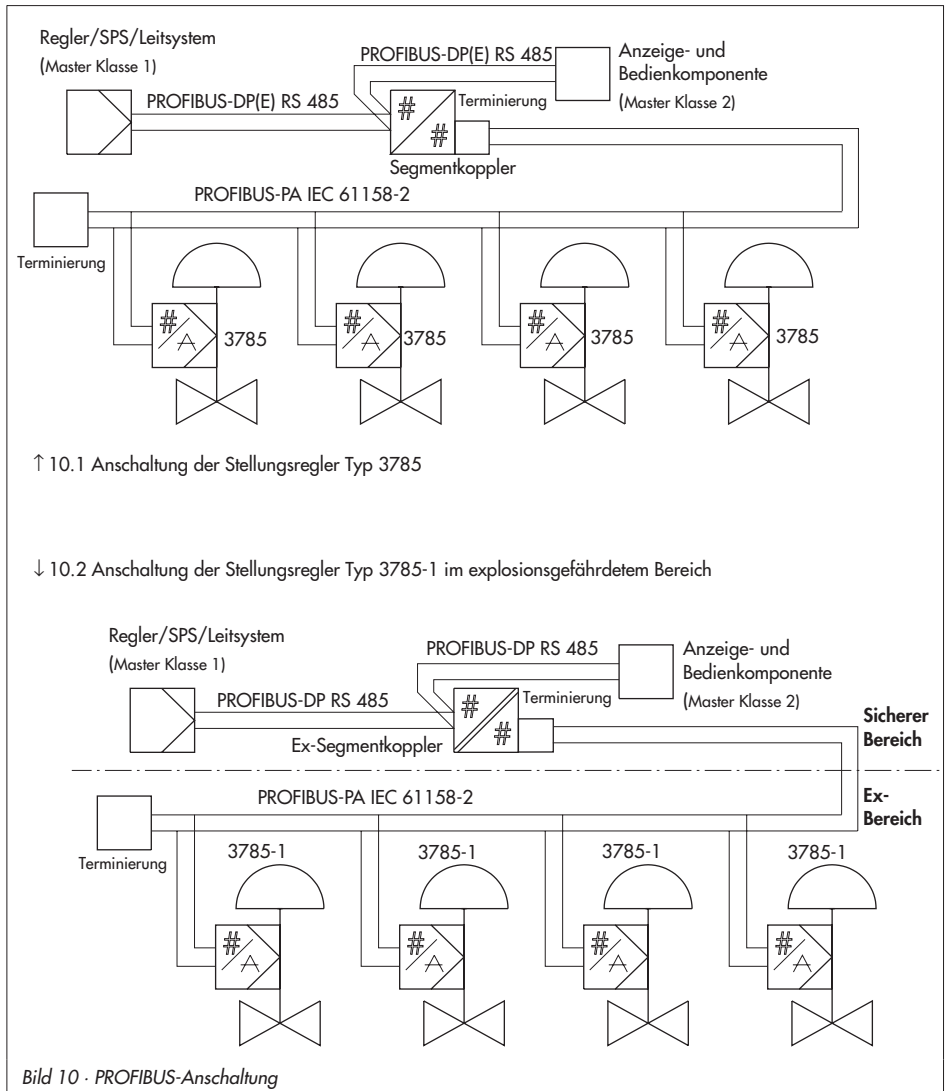 Regler/SPS/Leitsystem
(Master Klasse 1)
PROFIBUS-DP(E) RS 485
PROFIBUS-DP(E) RS 485
Anzeige- und
Bedienkomponente
(Master Klasse 2)
Terminierung
#
#
Segmentkoppler
PROFIBUS-PA IEC 61158-2
Terminierung
#
A
3785
#
A
3785
#
A
3785
#
A
3785
↑ 10.1 Anschaltung der Stellungsregler Typ 3785
↓ 10.2 Anschaltung der Stellungsregler Typ 3785-1 im explosionsgefährdetem Bereich
Regler/SPS/Leitsystem
(Master Klasse 1)
PROFIBUS-DP RS 485
PROFIBUS-DP RS 485
Anzeige- und
Bedienkomponente
(Master Klasse 2)
Terminierung
#
#
Ex-Segmentkoppler
Sicherer
Bereich
Ex-
Bereich
PROFIBUS-PA IEC 61158-2
Terminierung
3785-1
3785-1
3785-1
3785-1
#
A
#
A
#
A
#
A
Bild 10 · PROFIBUS-Anschaltung